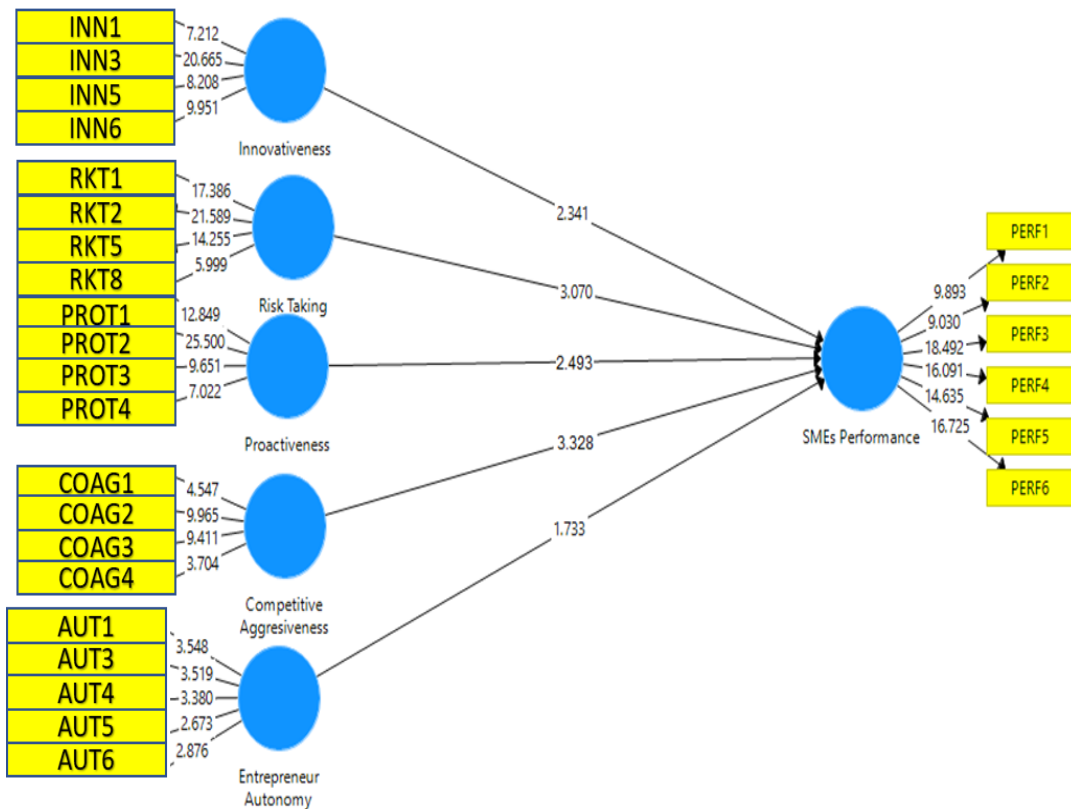 INN1
INN3
INN5
INN6
7.212
20.665
8.208
9.951
Innovativeness
RKT1
RKT2
RKT5
RKT8
17.386
21.589
14.255
5.999
Risk Taking
PROT1
PROT2
PROT3
PROT4
12.849
25.500
9.651
7.022
Proactiveness
COAG1
COAG2
COAG3
COAG4
4.547
9.965
9.411
3.704
Competitive
Aggresiveness
AUT1
AUT3
AUT4
AUT5
AUT6
3.548
3.519
3.380
2.673
2.876
Entrepreneur
Autonomy
2.341
3.070
2.493
3.328
1.733
SMEs Performance
9.893
9.030
18.492
16.091
14.635
16.725
PERF1
PERF2
PERF3
PERF4
PERF5
PERF6